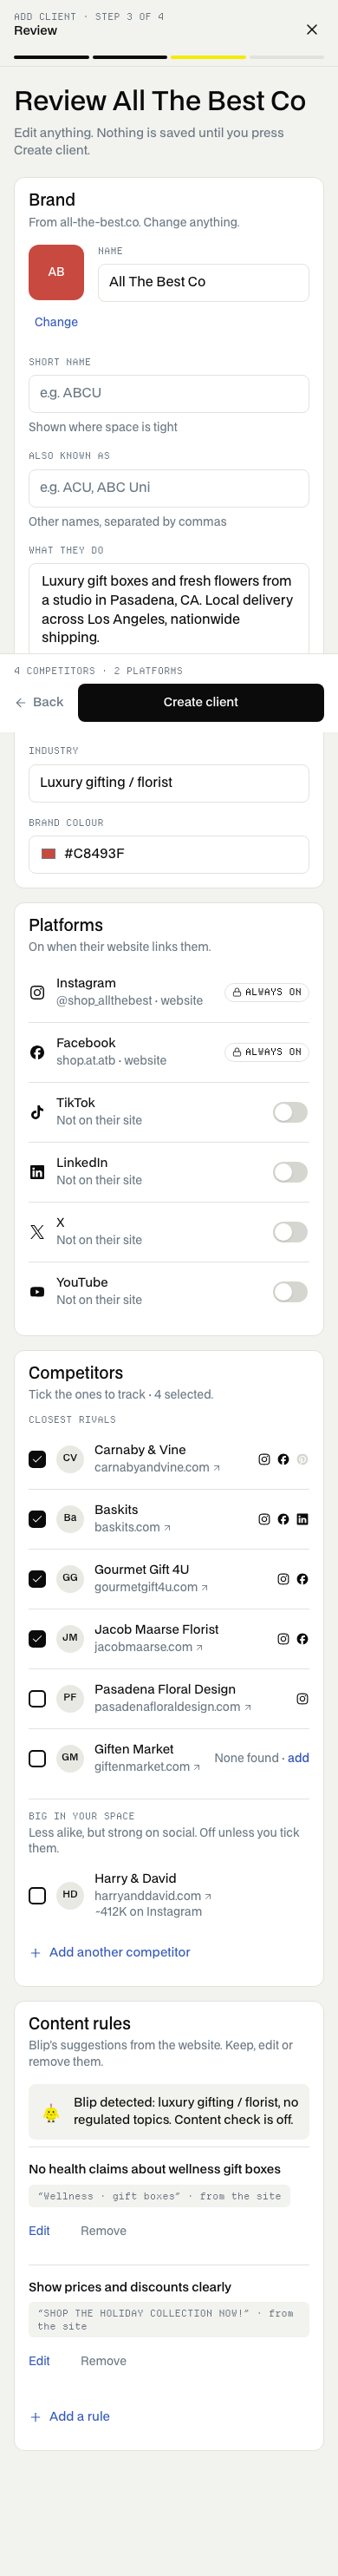 ADD CLIENT · STEP 3 OF 4
Review
Review All The Best Co
Edit anything. Nothing is saved until you press
Create client.
Brand
From all-the-best.co. Change anything.
AB
NAME
All The Best Co
Change
SHORT NAME
e.g. ABCU
Shown where space is tight
ALSO KNOWN AS
e.g. ACU, ABC Uni
Other names, separated by commas
WHAT THEY DO
Luxury gift boxes and fresh flowers from
a studio in Pasadena, CA. Local delivery
across Los Angeles, nationwide
shipping.
4 COMPETITORS · 2 PLATFORMS
← Back
Create client
INDUSTRY
Luxury gifting / florist
BRAND COLOUR
#C8493F
Platforms
On when their website links them.
Instagram
@shop_allthebest · website
ALWAYS ON
Facebook
shop.at.atb · website
ALWAYS ON
TikTok
Not on their site
LinkedIn
Not on their site
X
Not on their site
YouTube
Not on their site
Competitors
Tick the ones to track · 4 selected.
CLOSEST RIVALS
CV
Carnaby & Vine
carnabyandvine.com ↗
Ba
Baskits
baskits.com ↗
GG
Gourmet Gift 4U
gourmetgift4u.com ↗
JM
Jacob Maarse Florist
jacobmaarse.com ↗
PF
Pasadena Floral Design
pasadenafloraldesign.com ↗
GM
Giften Market
giftenmarket.com ↗
None found · add
BIG IN YOUR SPACE
Less alike, but strong on social. Off unless you tick
them.
HD
Harry & David
harryanddavid.com ↗
~412K on Instagram
+ Add another competitor
Content rules
Blip's suggestions from the website. Keep, edit or
remove them.
Blip detected: luxury gifting / florist, no
regulated topics. Content check is off.
No health claims about wellness gift boxes
"Wellness · gift boxes" · from the site
Edit Remove
Show prices and discounts clearly
"SHOP THE HOLIDAY COLLECTION NOW!" · from
the site
Edit Remove
+ Add a rule